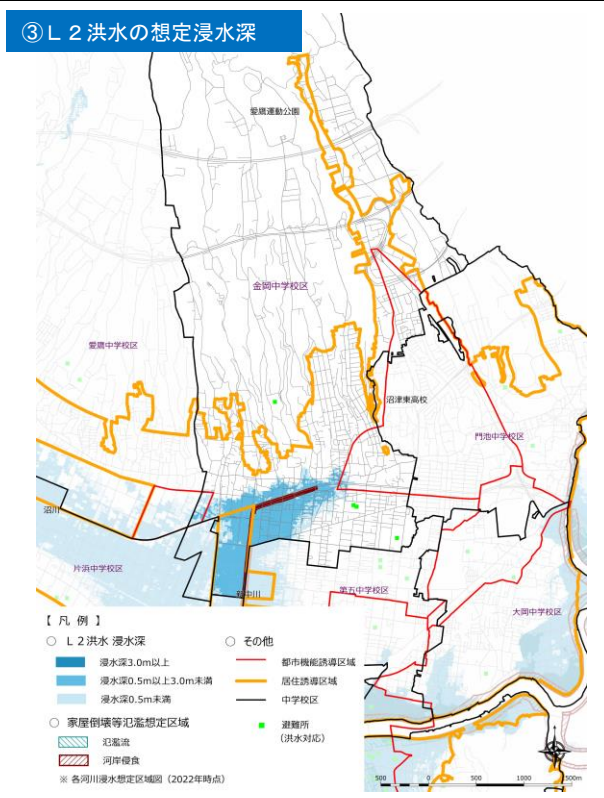 ③Ｌ２洪水の想定浸水深
愛鷹運動公園
金岡中学校区
愛鷹中学校区
沼津東高校
門池中学校区
沼川
片浜中学校区
新中川
第五中学校区
大岡中学校区
【 凡 例 】
○ Ｌ２洪水 浸水深
浸水深3.0m以上
浸水深0.5m以上3.0m未満
浸水深0.5m未満
○ 家屋倒壊等氾濫想定区域
氾濫流
河岸侵食
※ 各河川浸水想定区域図（2022年時点）
○ その他
都市機能誘導区域
居住誘導区域
中学校区
避難所
（洪水対応）
500 0 500 1000 1500m